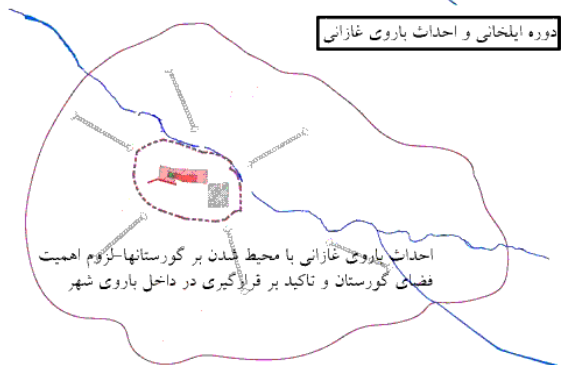 دوره ایلخانی و احداث باروی غازانی
احداث باروی غازانی با محیط شدن بر گورستانها-لزوم اهمیت
فضای گورستان و تاکید بر قرارگیری در داخل باروی شهر